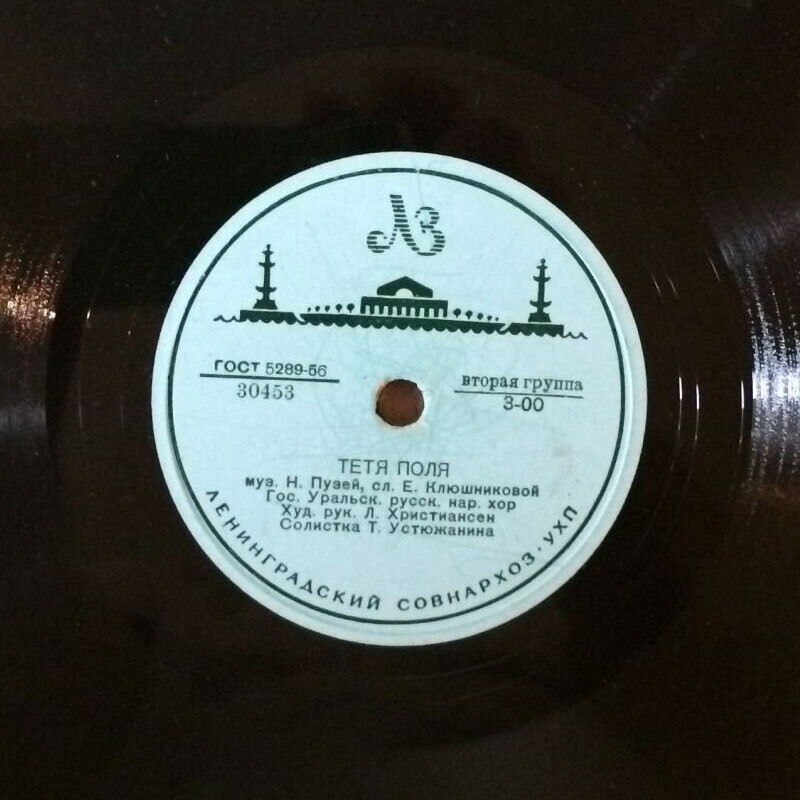 ЛЗ
ГОСТ 5289-56
30453
вторая группа
3-00
ТЕТЯ ПОЛЯ
муз. Н. Пузей, сл. Е. Клюшниковой
Гос. Уральск. русск. нар. хор
Худ. рук. Л. Христиансен
Солистка Т. Устюжанина
ЛЕНИНГРАДСКИЙ СОВНАРХОЗ · УХП